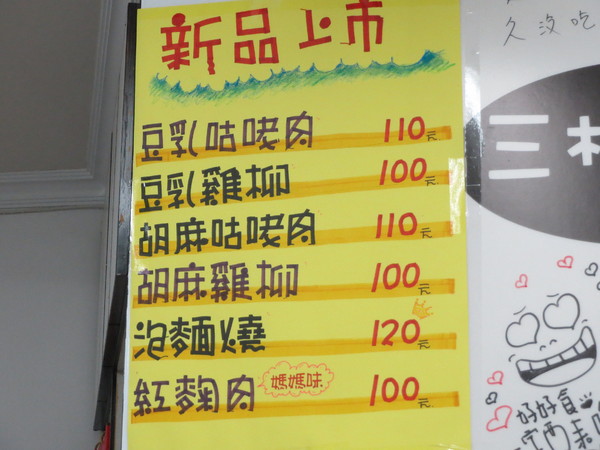 新品上市
豆乳咕咾肉 110元
豆乳雞柳 100元
胡麻咕咾肉 110元
胡麻雞柳 100元
泡麵燒 120元
紅麴肉 媽媽味 100元
久沒吃
三
好好食